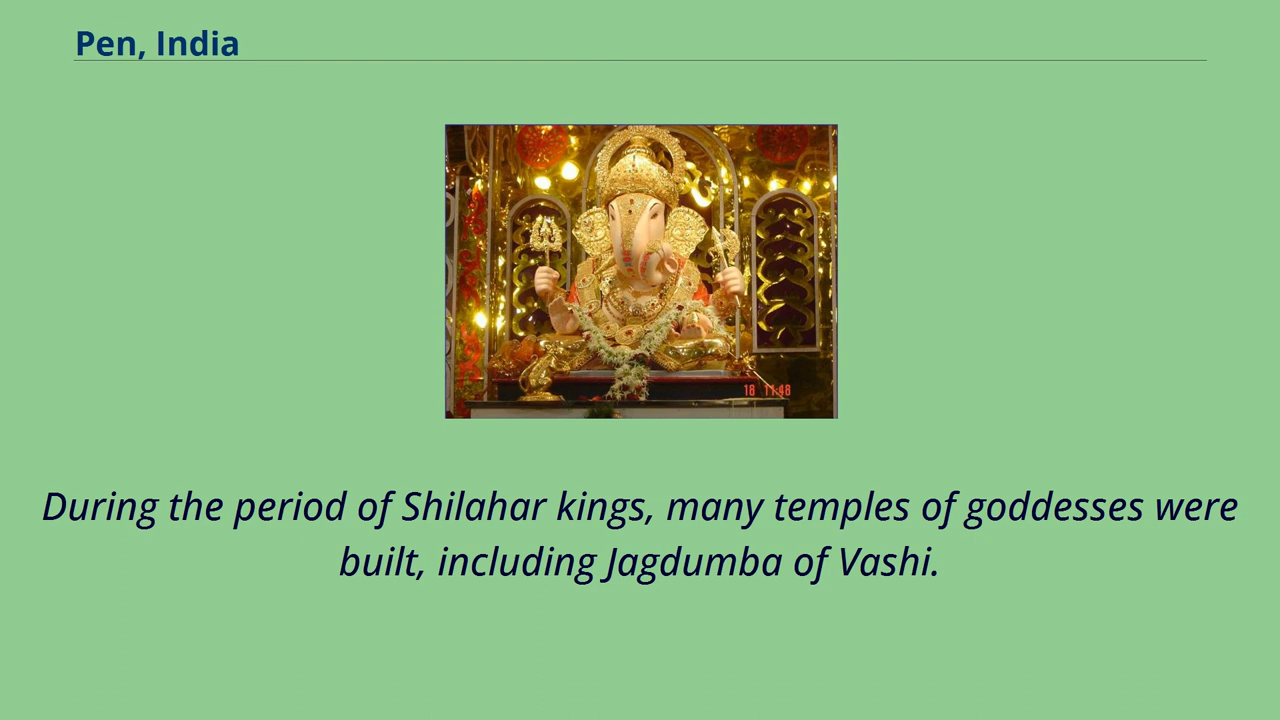 Pen, India
18 11:48
During the period of Shilahar kings, many temples of goddesses were
built, including Jagdumba of Vashi.